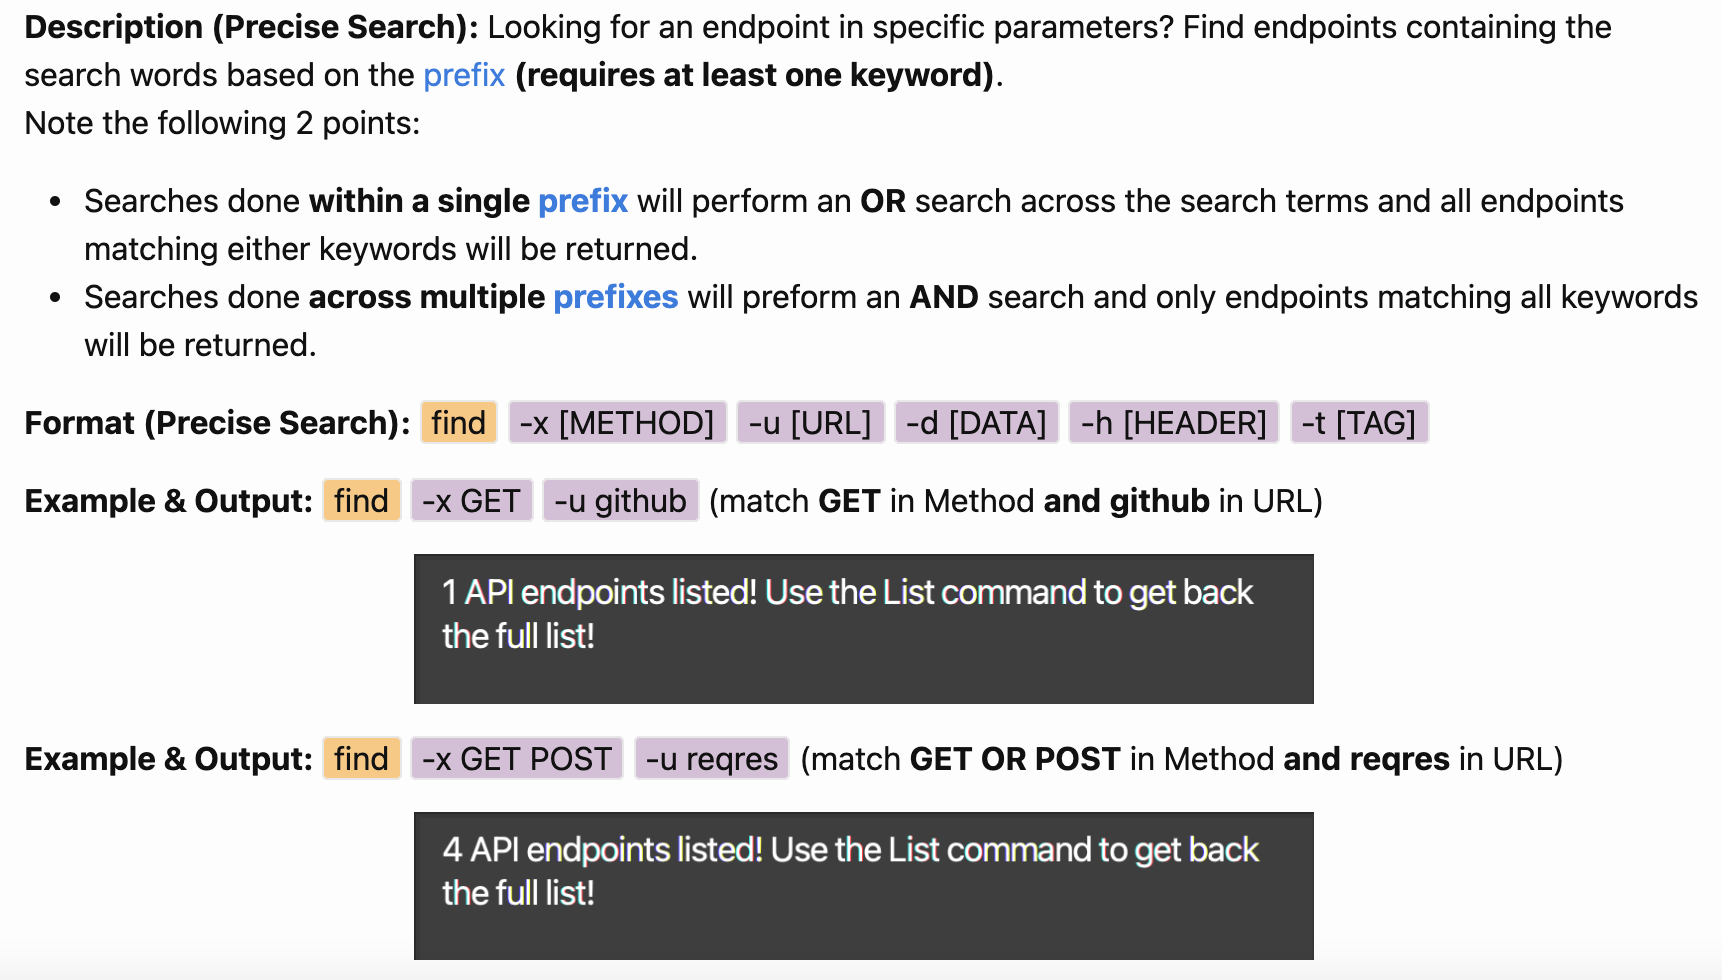 Description (Precise Search): Looking for an endpoint in specific parameters? Find endpoints containing the
search words based on the prefix (requires at least one keyword).
Note the following 2 points:
• Searches done within a single prefix will perform an OR search across the search terms and all endpoints
matching either keywords will be returned.
• Searches done across multiple prefixes will preform an AND search and only endpoints matching all keywords
will be returned.
Format (Precise Search): find -x [METHOD] -u [URL] -d [DATA] -h [HEADER] -t [TAG]
Example & Output: find -x GET -u github (match GET in Method and github in URL)
1 API endpoints listed! Use the List command to get back
the full list!
Example & Output: find -x GET POST -u reqres (match GET OR POST in Method and reqres in URL)
4 API endpoints listed! Use the List command to get back
the full list!